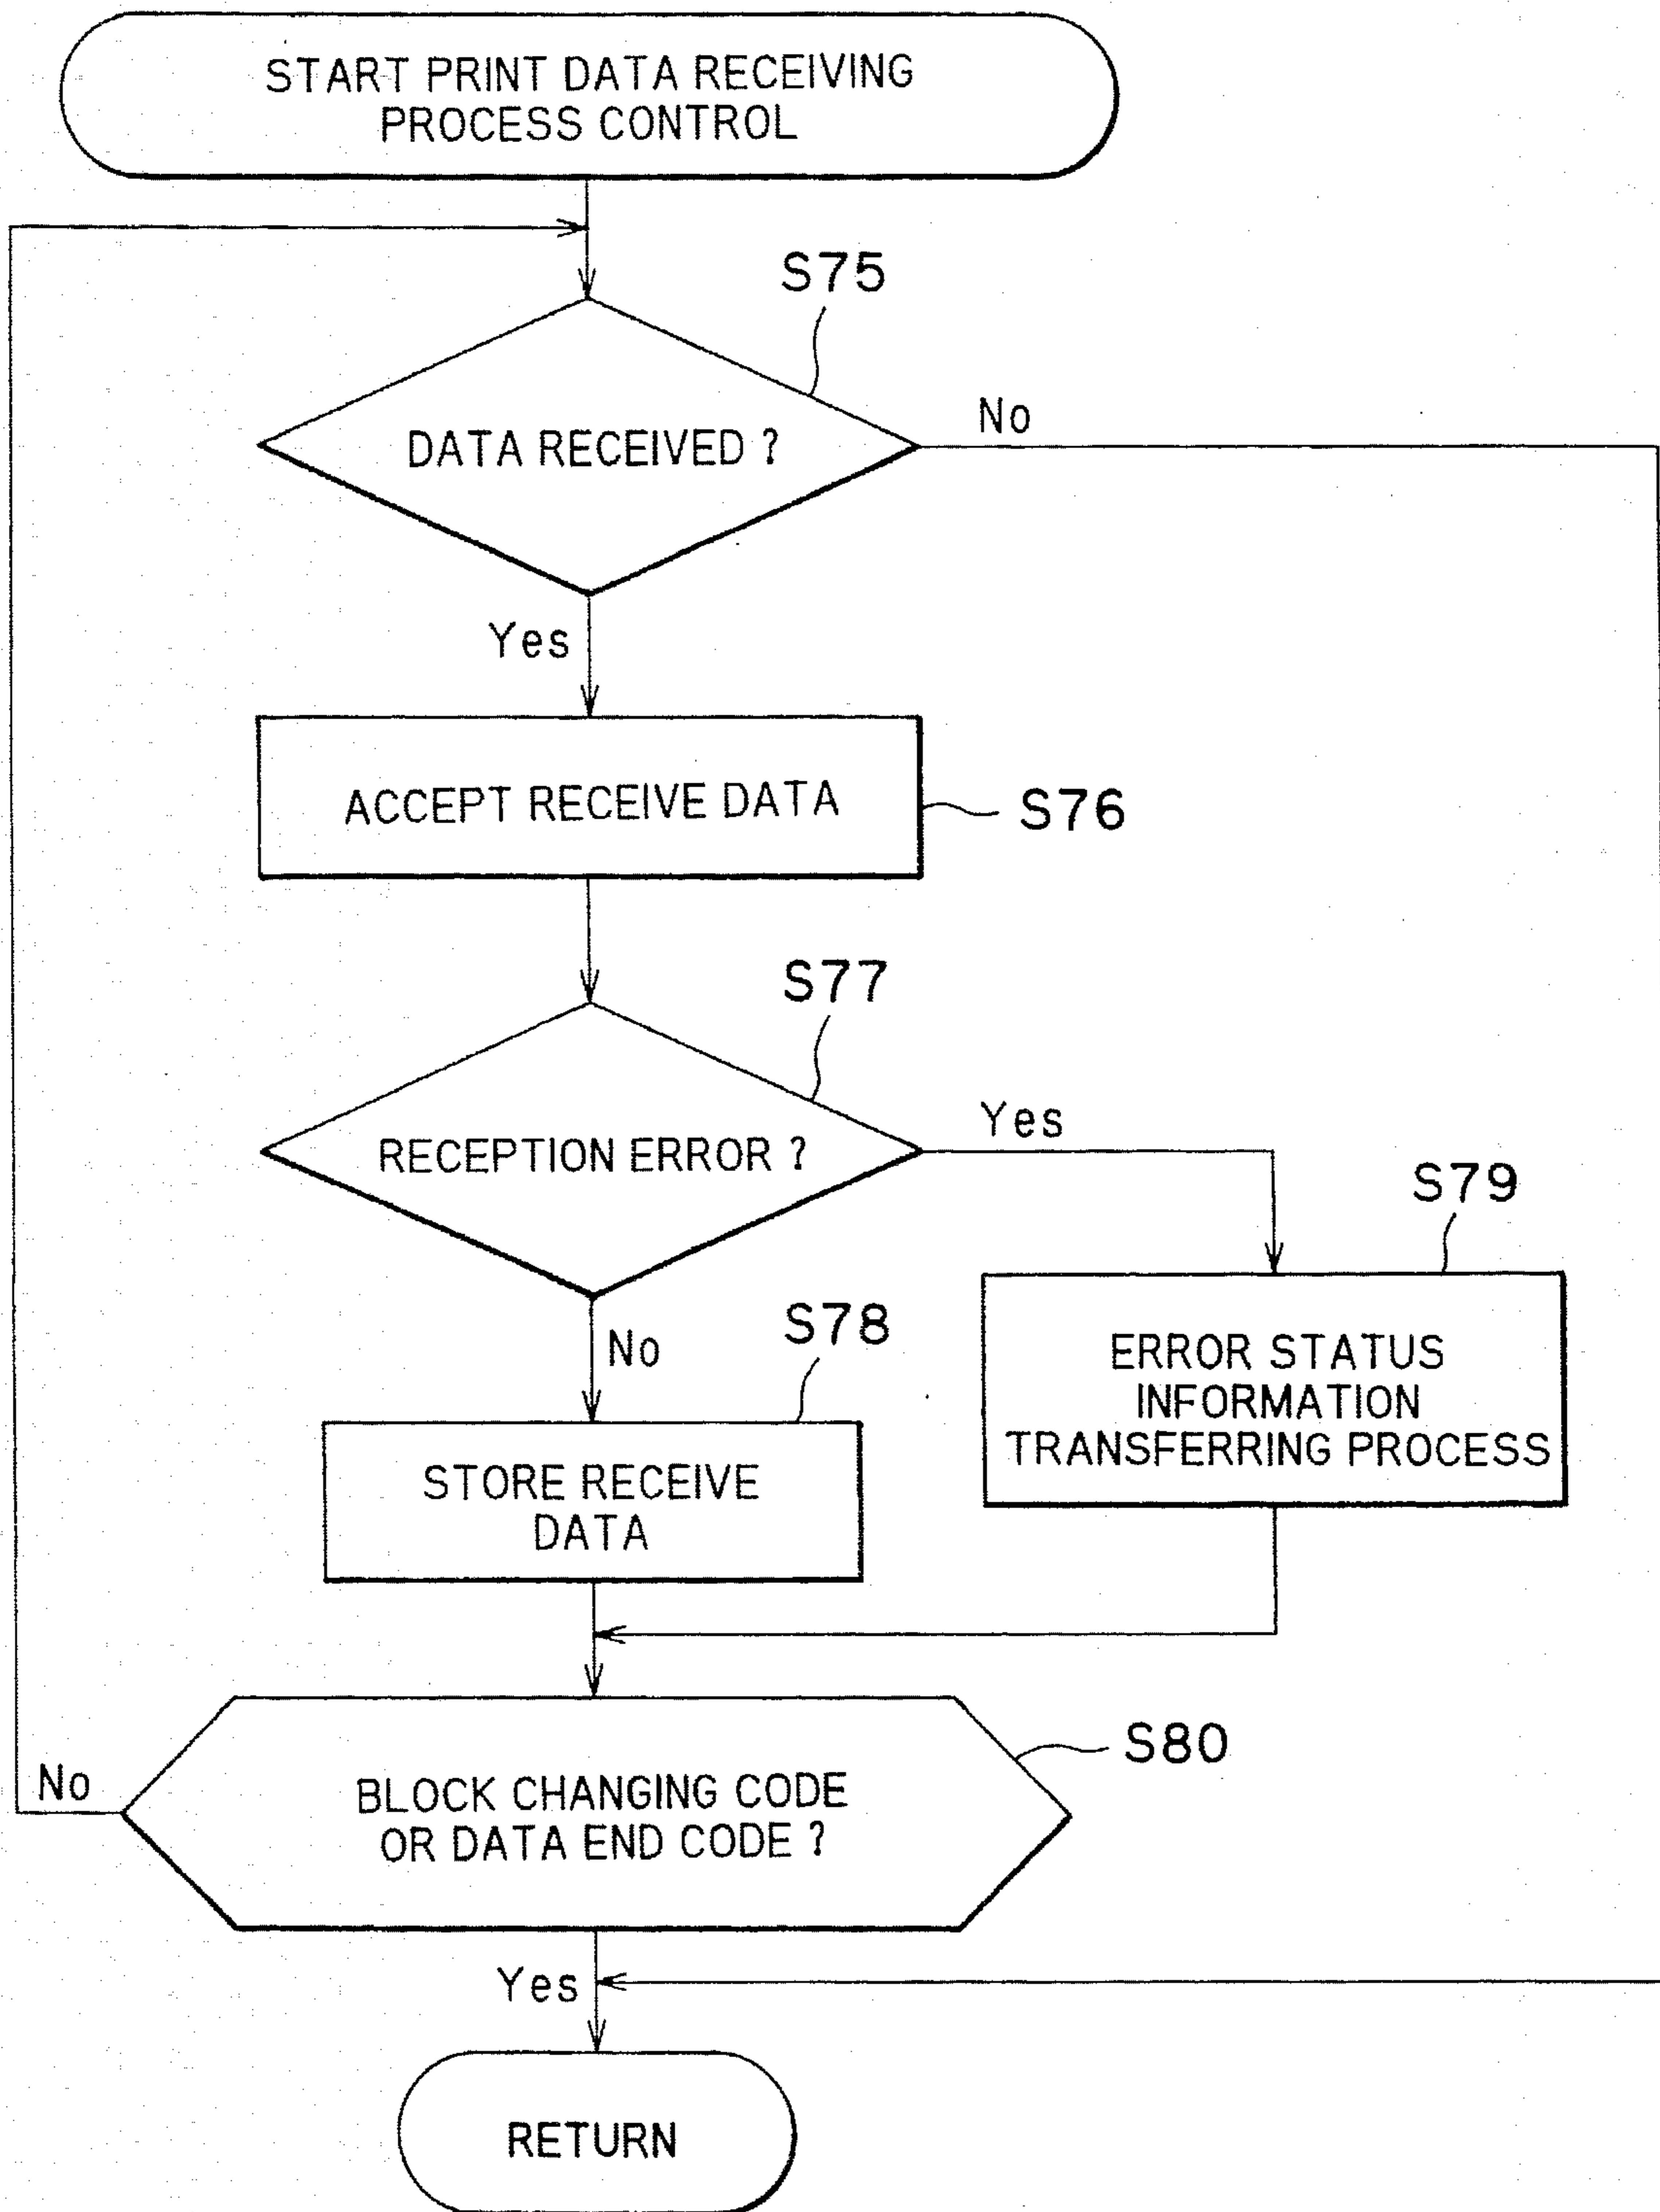 START PRINT DATA RECEIVING
PROCESS CONTROL
S75
DATA RECEIVED ?
No
Yes
ACCEPT RECEIVE DATA
S76
S77
RECEPTION ERROR ?
Yes
S79
No
S78
ERROR STATUS
INFORMATION
TRANSFERRING PROCESS
STORE RECEIVE
DATA
S80
No
BLOCK CHANGING CODE
OR DATA END CODE ?
Yes
RETURN